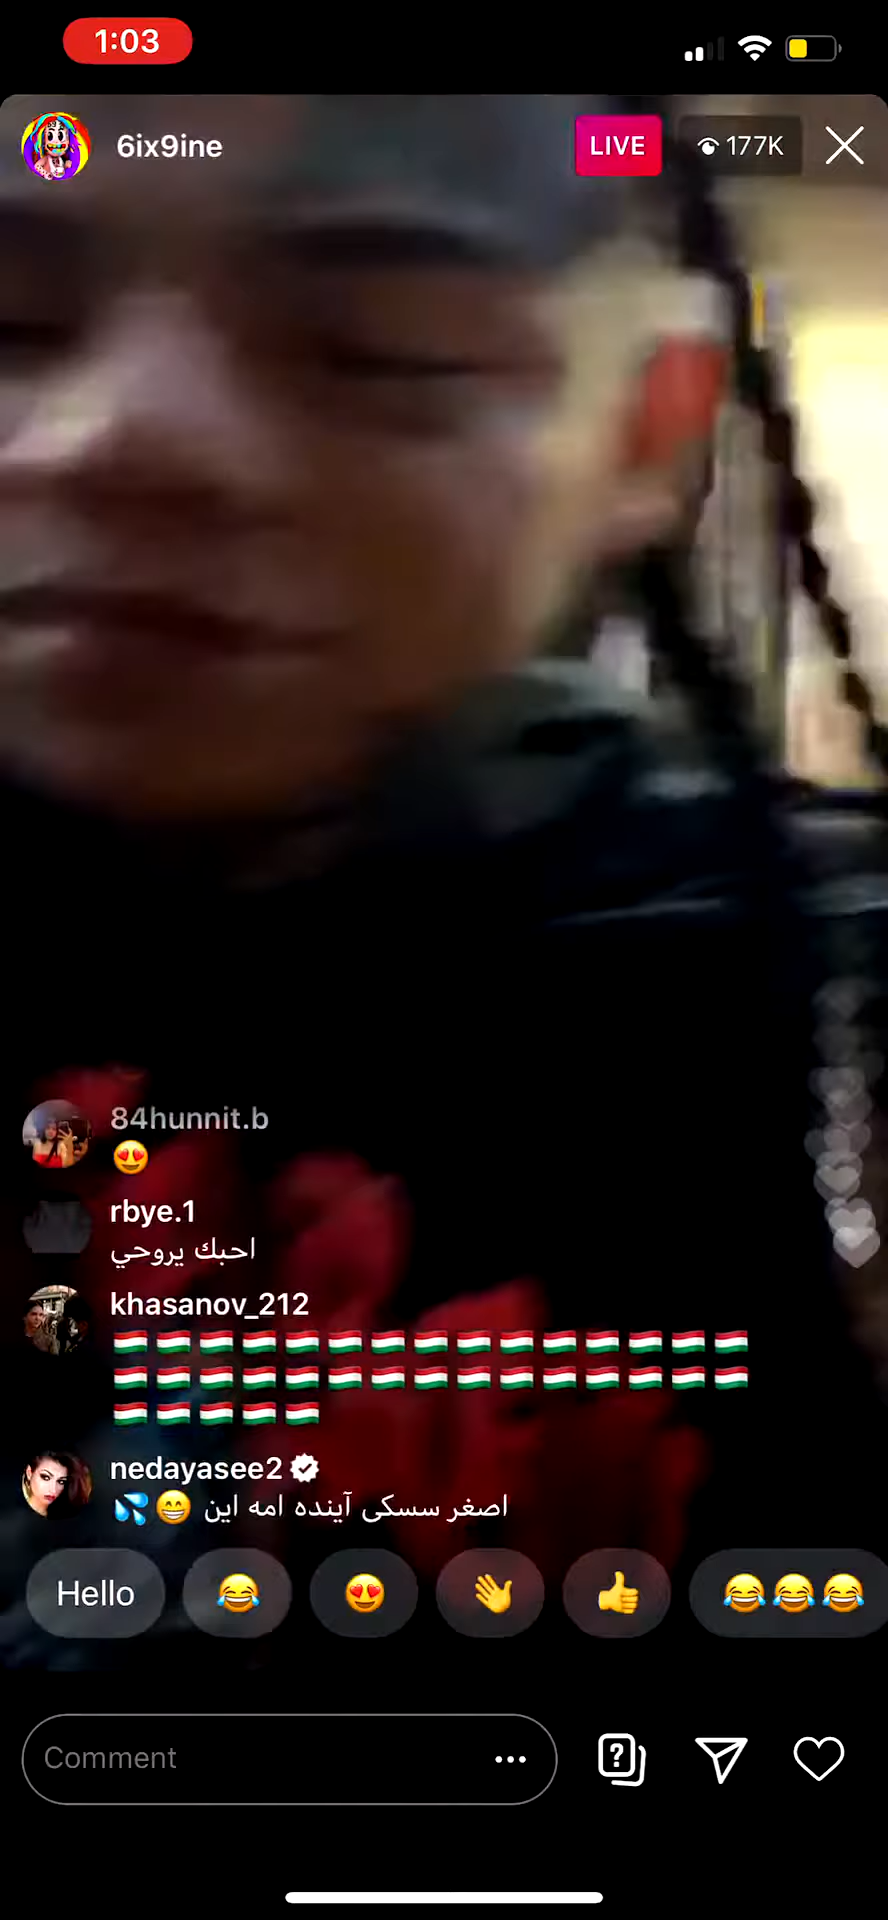 1:03
6ix9ine
LIVE
177K
84hunnit.b
😍
rbye.1
احبك يروحي
khasanov_212
🇭🇺🇭🇺🇭🇺🇭🇺🇭🇺🇭🇺🇭🇺🇭🇺🇭🇺🇭🇺🇭🇺🇭🇺🇭🇺🇭🇺🇭🇺
🇭🇺🇭🇺🇭🇺🇭🇺🇭🇺🇭🇺🇭🇺🇭🇺🇭🇺🇭🇺🇭🇺🇭🇺🇭🇺🇭🇺🇭🇺
🇭🇺🇭🇺🇭🇺🇭🇺🇭🇺
nedayasee2
اصغر سسکی آینده امه این 😁💦
Hello 😂 😍 👋 👍 😂😂😂
Comment